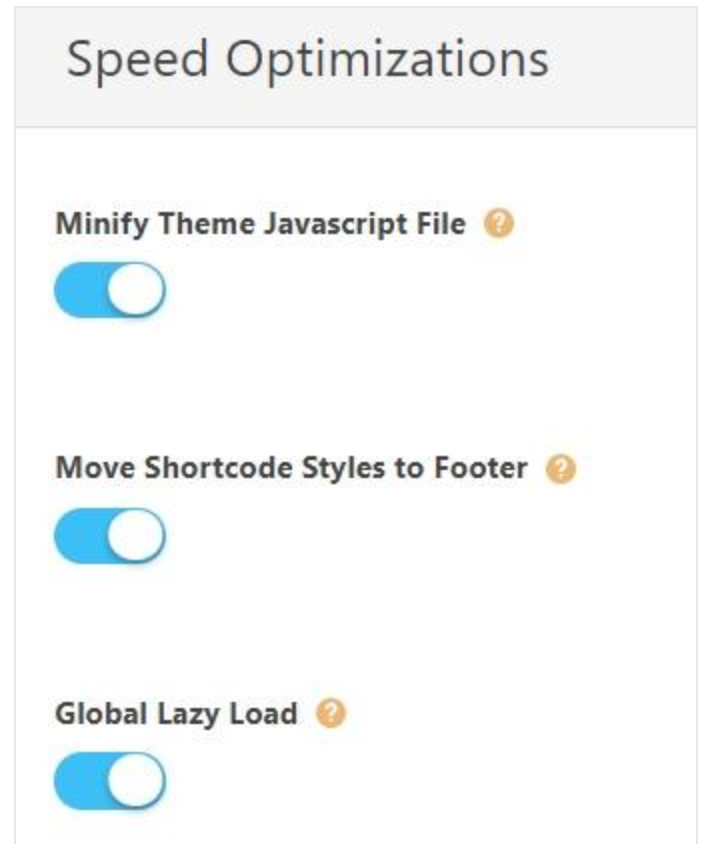 Speed Optimizations
Minify Theme Javascript File ?
Move Shortcode Styles to Footer ?
Global Lazy Load ?